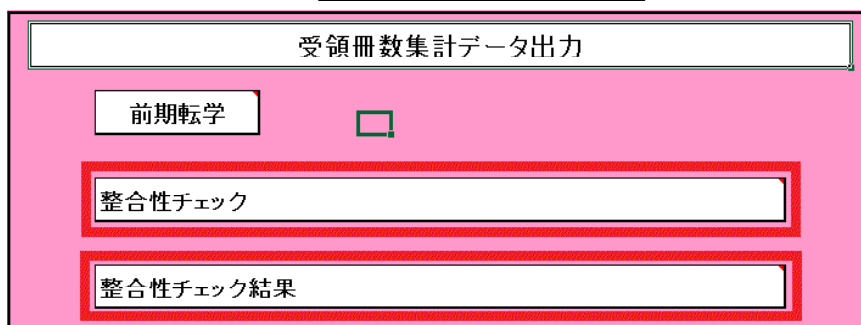 受領冊数集計データ出力
前期転学
整合性チェック
整合性チェック結果